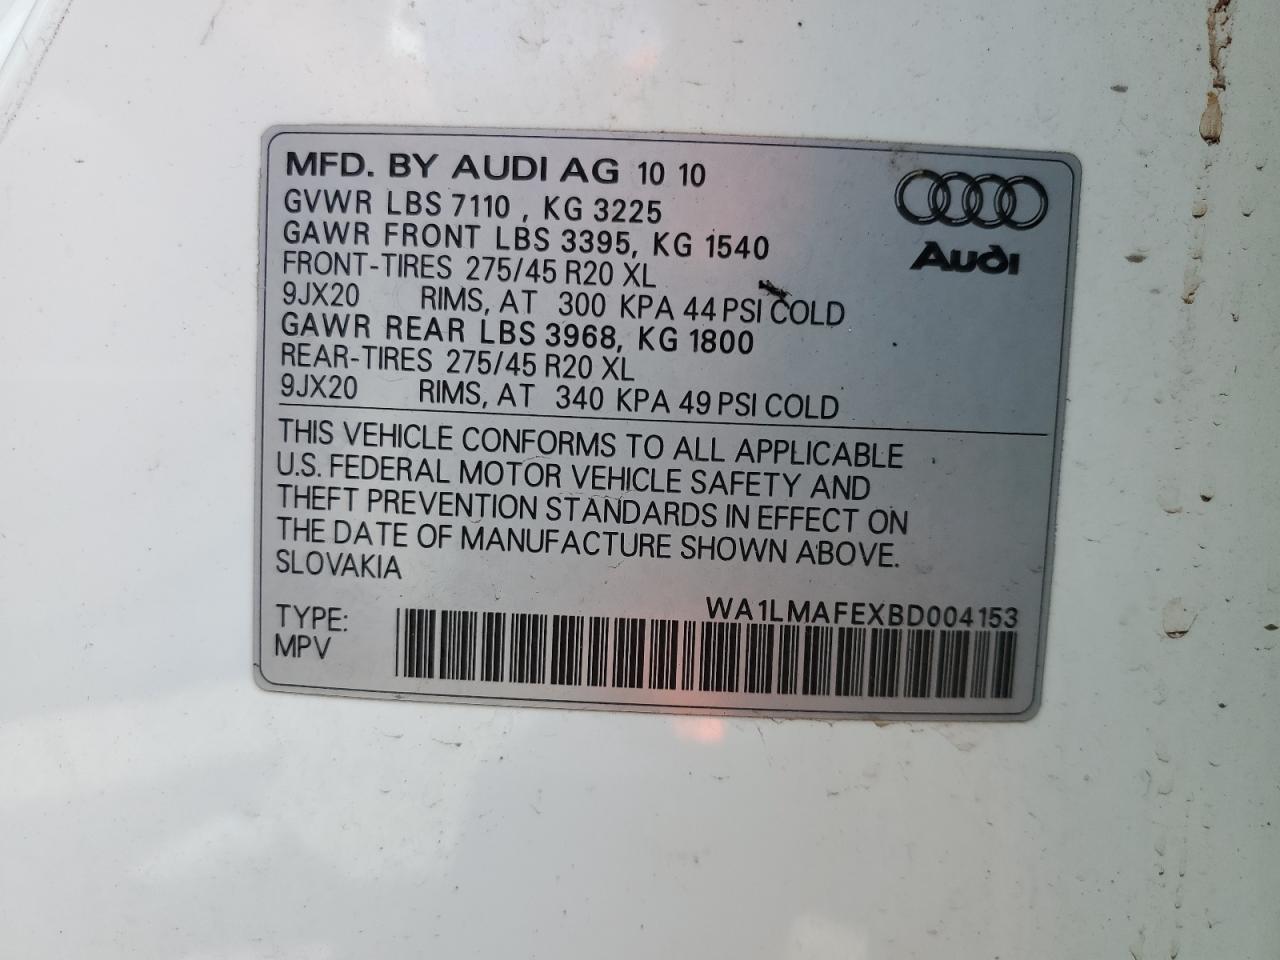 MFD. BY AUDI AG 10 10
GVWR LBS 7110 , KG 3225
GAWR FRONT LBS 3395, KG 1540
FRONT-TIRES 275/45 R20 XL
9JX20 RIMS, AT 300 KPA 44 PSI COLD
GAWR REAR LBS 3968, KG 1800
REAR-TIRES 275/45 R20 XL
9JX20 RIMS, AT 340 KPA 49 PSI COLD
Audi
THIS VEHICLE CONFORMS TO ALL APPLICABLE
U.S. FEDERAL MOTOR VEHICLE SAFETY AND
THEFT PREVENTION STANDARDS IN EFFECT ON
THE DATE OF MANUFACTURE SHOWN ABOVE.
SLOVAKIA
WA1LMAFEXBD004153
TYPE:
MPV